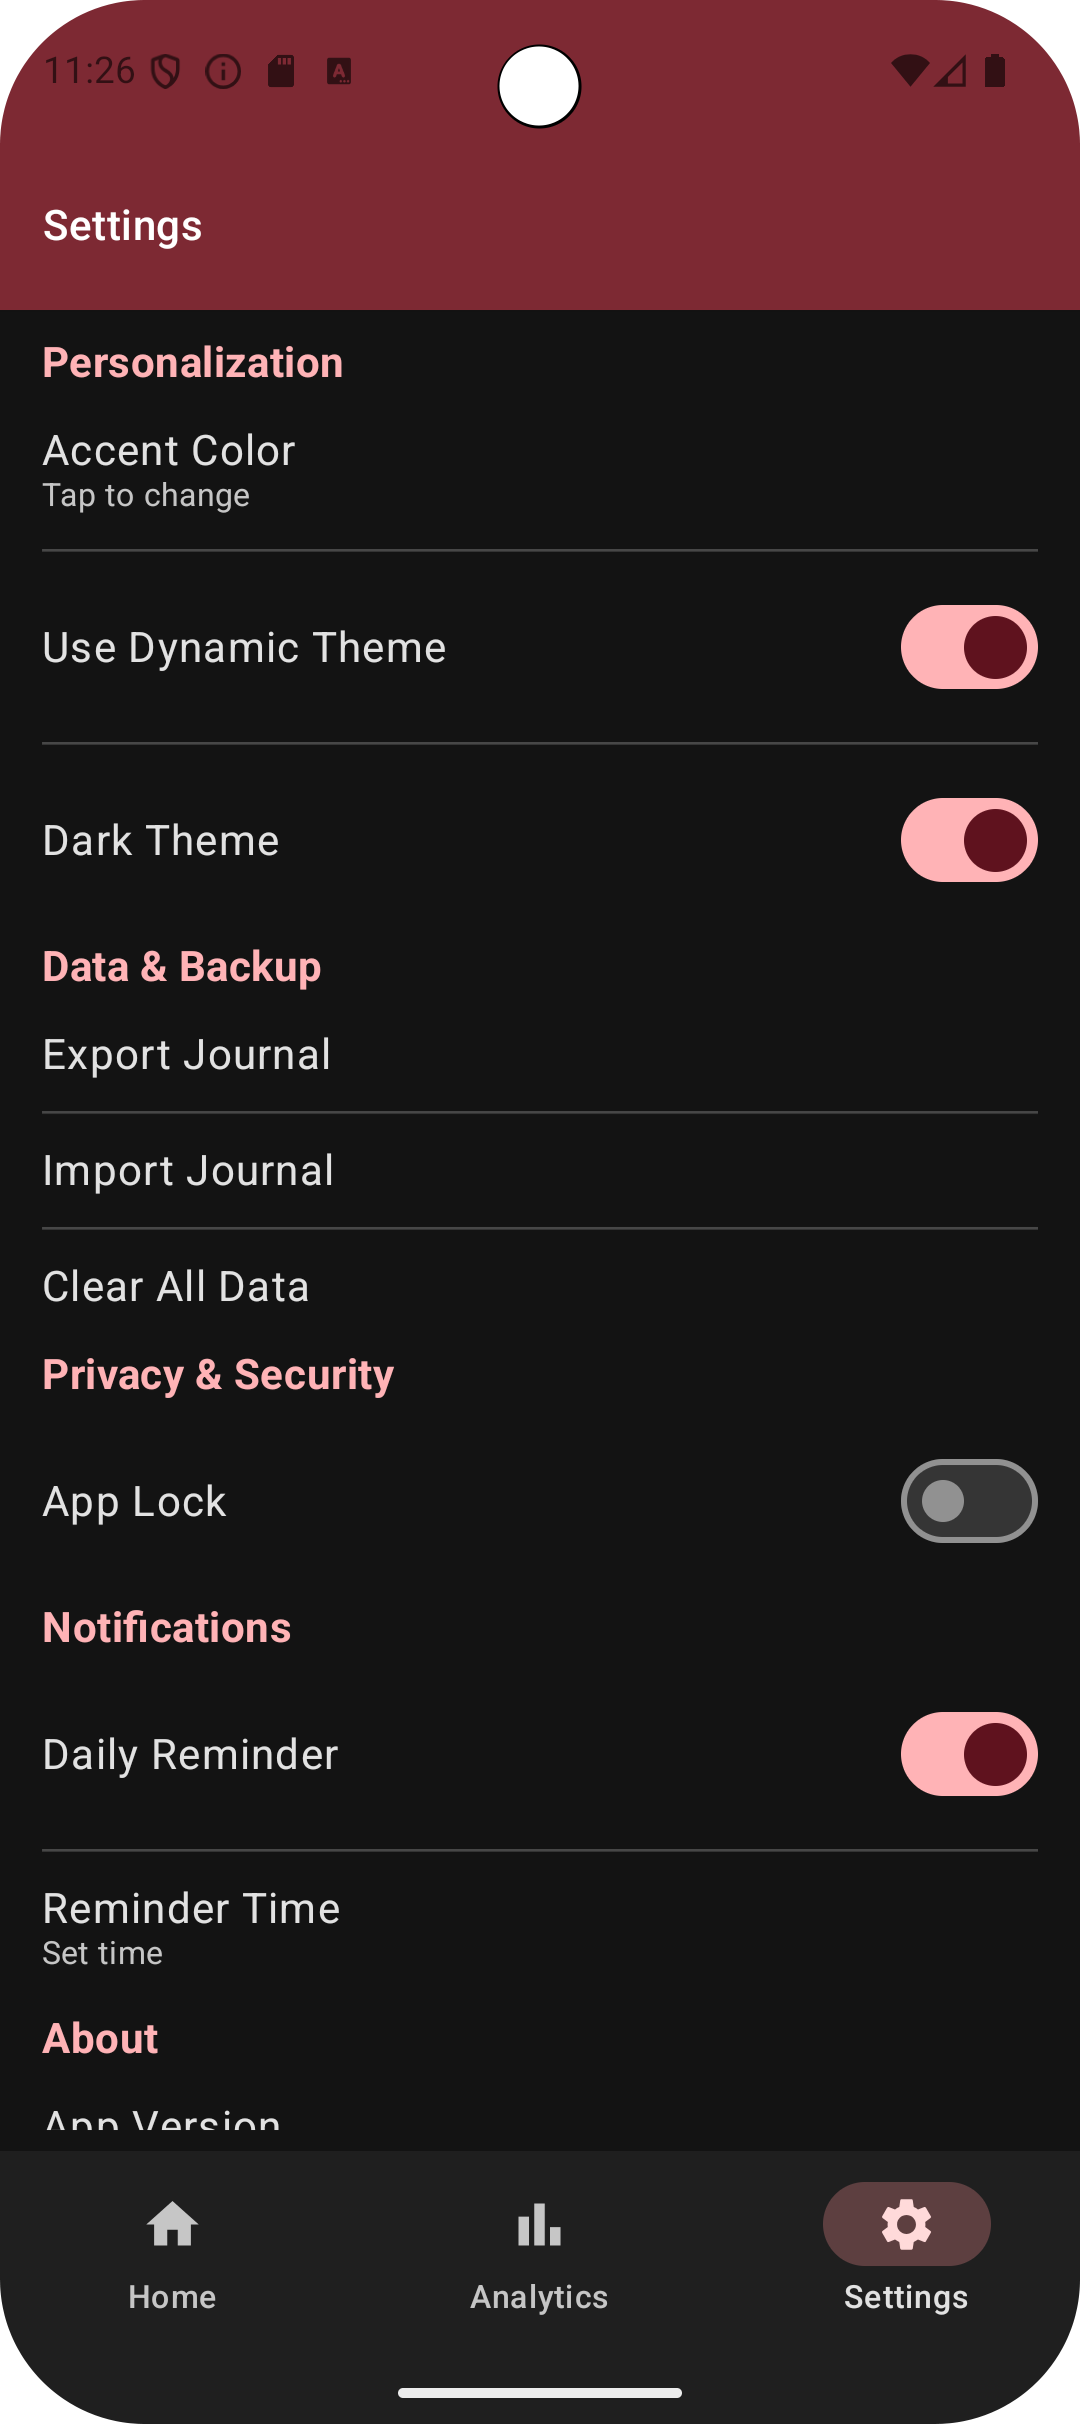 11:26
Settings
Personalization
Accent Color
Tap to change
Use Dynamic Theme
Dark Theme
Data & Backup
Export Journal
Import Journal
Clear All Data
Privacy & Security
App Lock
Notifications
Daily Reminder
Reminder Time
Set time
About
App Version
Home
Analytics
Settings